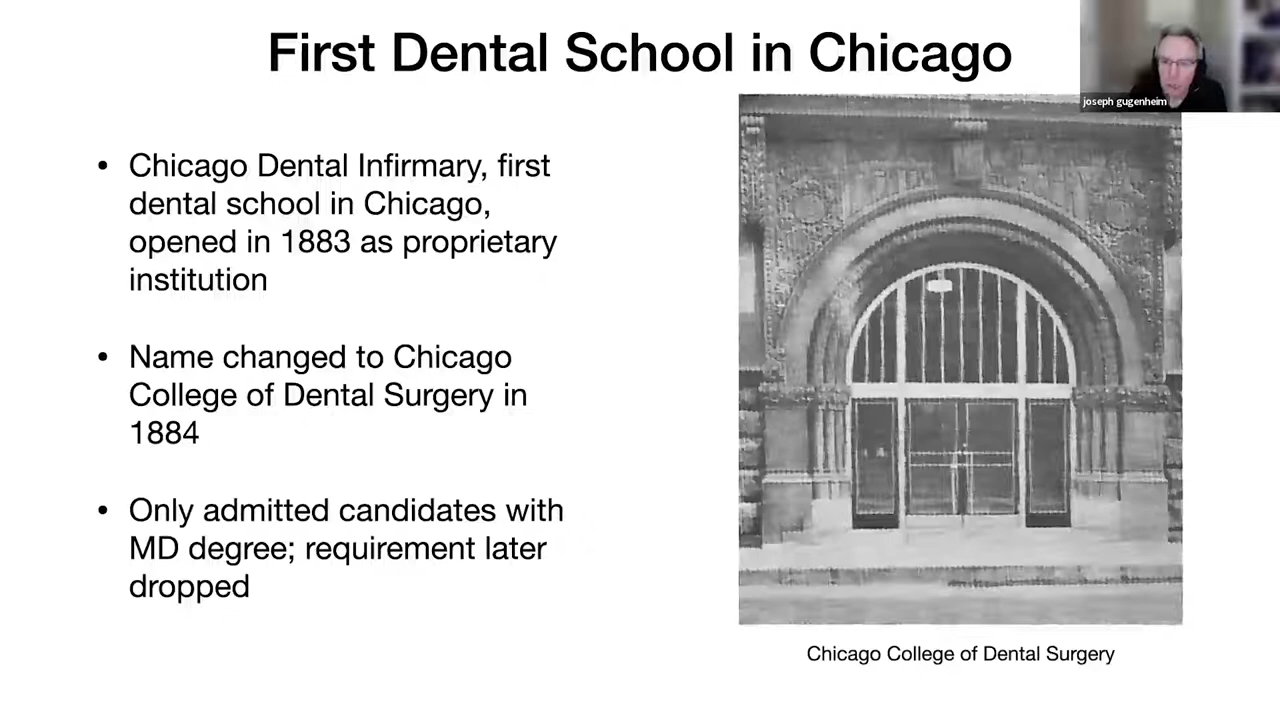 First Dental School in Chicago
joseph gugenheim
• Chicago Dental Infirmary, first
dental school in Chicago,
opened in 1883 as proprietary
institution
• Name changed to Chicago
College of Dental Surgery in
1884
• Only admitted candidates with
MD degree; requirement later
dropped
Chicago College of Dental Surgery